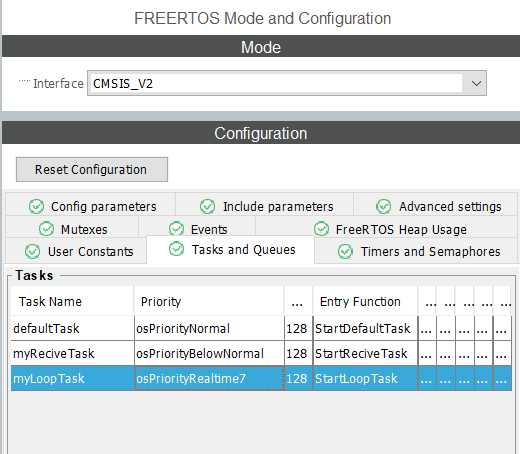 FREERTOS Mode and Configuration
Mode
Interface CMSIS_V2
Configuration
Reset Configuration
Config parameters Include parameters Advanced settings
Mutexes Events FreeRTOS Heap Usage
User Constants Tasks and Queues Timers and Semaphores
Tasks
Task Name Priority ... Entry Function ... ... ... ... ...
defaultTask osPriorityNormal 128 StartDefaultTask ... ... ... ... ...
myReciveTask osPriorityBelowNormal 128 StartReciveTask ... ... ... ... ...
myLoopTask osPriorityRealtime7 128 StartLoopTask ... ... ... ... ...